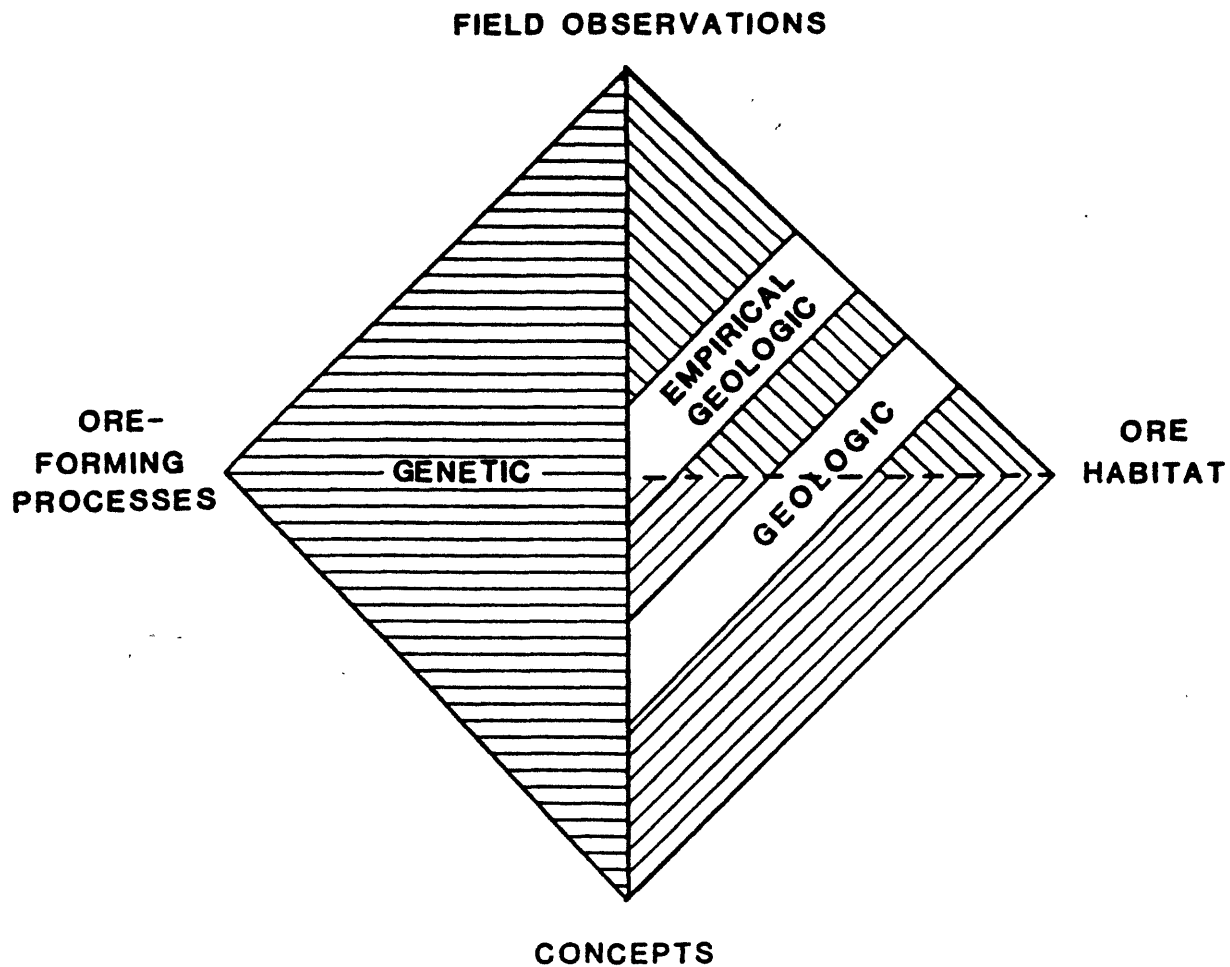 FIELD OBSERVATIONS
EMPIRICAL
GEOLOGIC
ORE-
FORMING
PROCESSES
GENETIC
GEOLOGIC
ORE
HABITAT
CONCEPTS